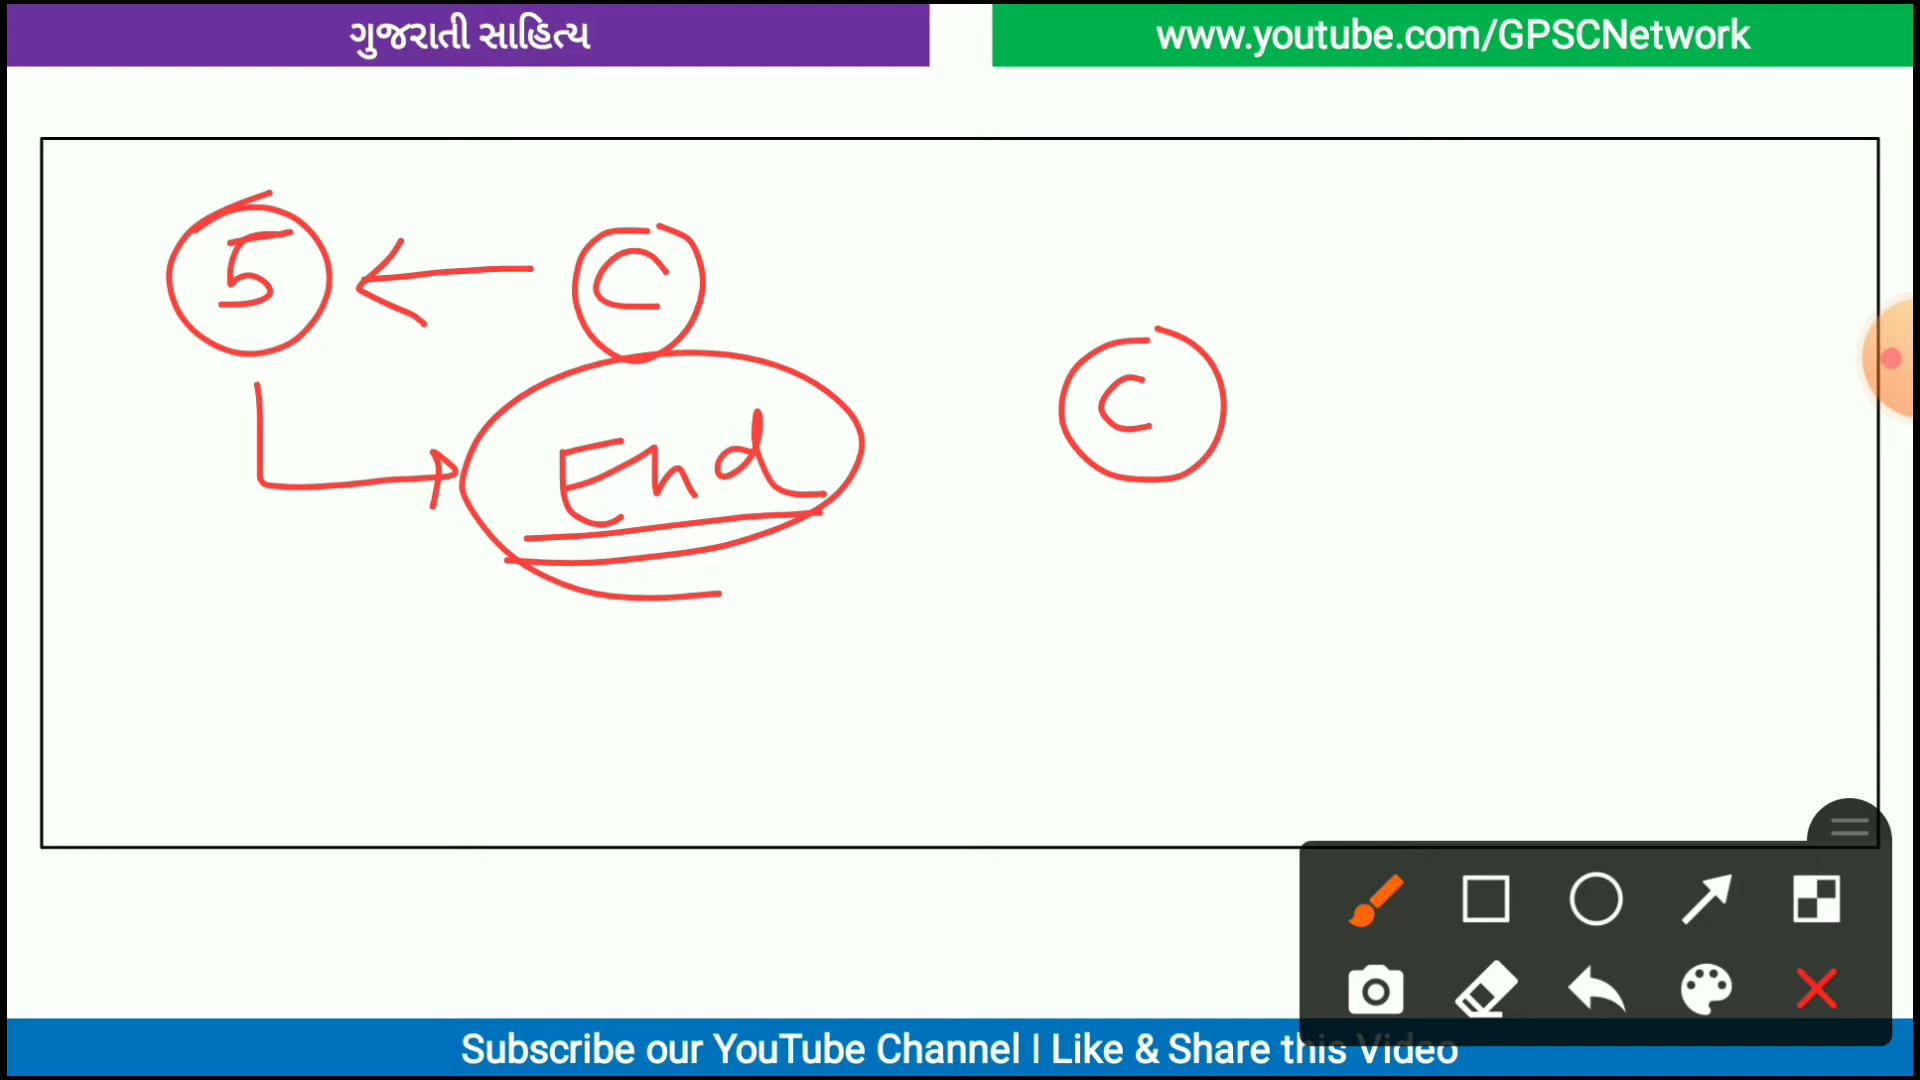 ગુજરાતી સાહિત્ય
www.youtube.com/GPSCNetwork
5 C
C
End
Subscribe our YouTube Channel | Like & Share this Video